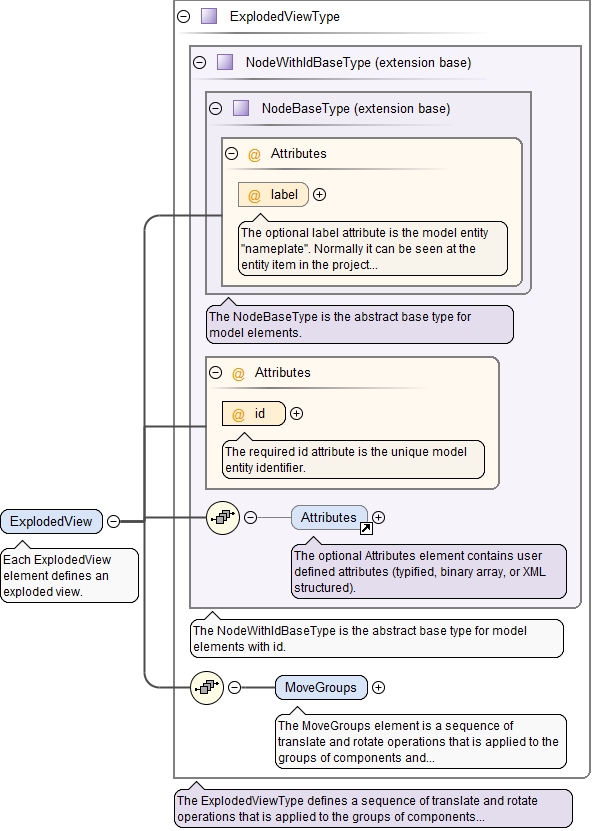 ExplodedViewType
NodeWithIdBaseType (extension base)
NodeBaseType (extension base)
@ Attributes
@ label
The optional label attribute is the model entity
"nameplate". Normally it can be seen at the
entity item in the project...
The NodeBaseType is the abstract base type for
model elements.
@ Attributes
@ id
The required id attribute is the unique model
entity identifier.
Attributes
The optional Attributes element contains user
defined attributes (typified, binary array, or XML
structured).
ExplodedView
Each ExplodedView
element defines an
exploded view.
The NodeWithIdBaseType is the abstract base type for model
elements with id.
MoveGroups
The MoveGroups element is a sequence of
translate and rotate operations that is applied to the
groups of components and...
The ExplodedViewType defines a sequence of translate and rotate
operations that is applied to the groups of components...